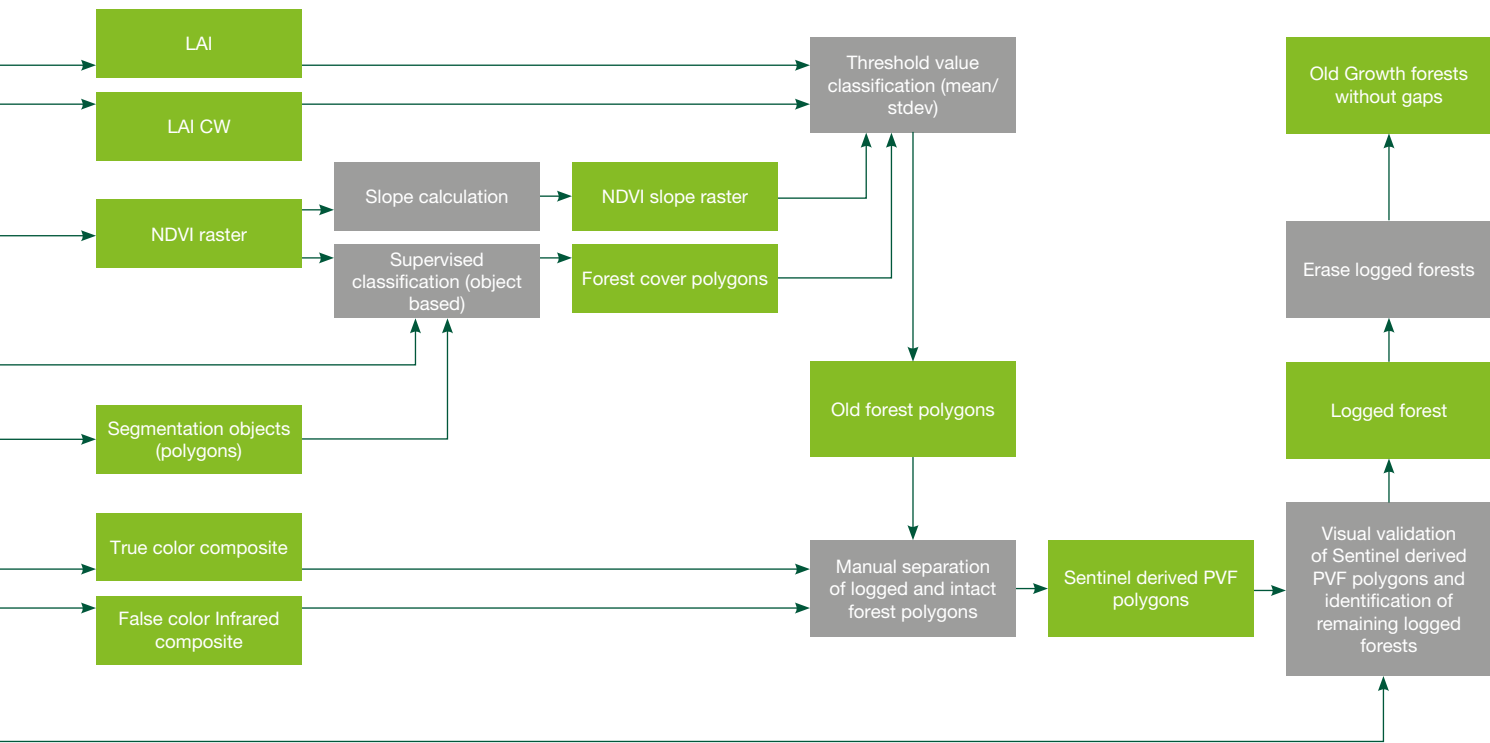 LAI
LAI CW
NDVI raster
Slope calculation
Supervised
classification (object
based)
NDVI slope raster
Forest cover polygons
Segmentation objects
(polygons)
True color composite
False color Infrared
composite
Threshold value
classification (mean/
stdev)
Old forest polygons
Manual separation
of logged and intact
forest polygons
Sentinel derived PVF
polygons
Visual validation
of Sentinel derived
PVF polygons and
identification of
remaining logged
forests
Logged forest
Erase logged forests
Old Growth forests
without gaps